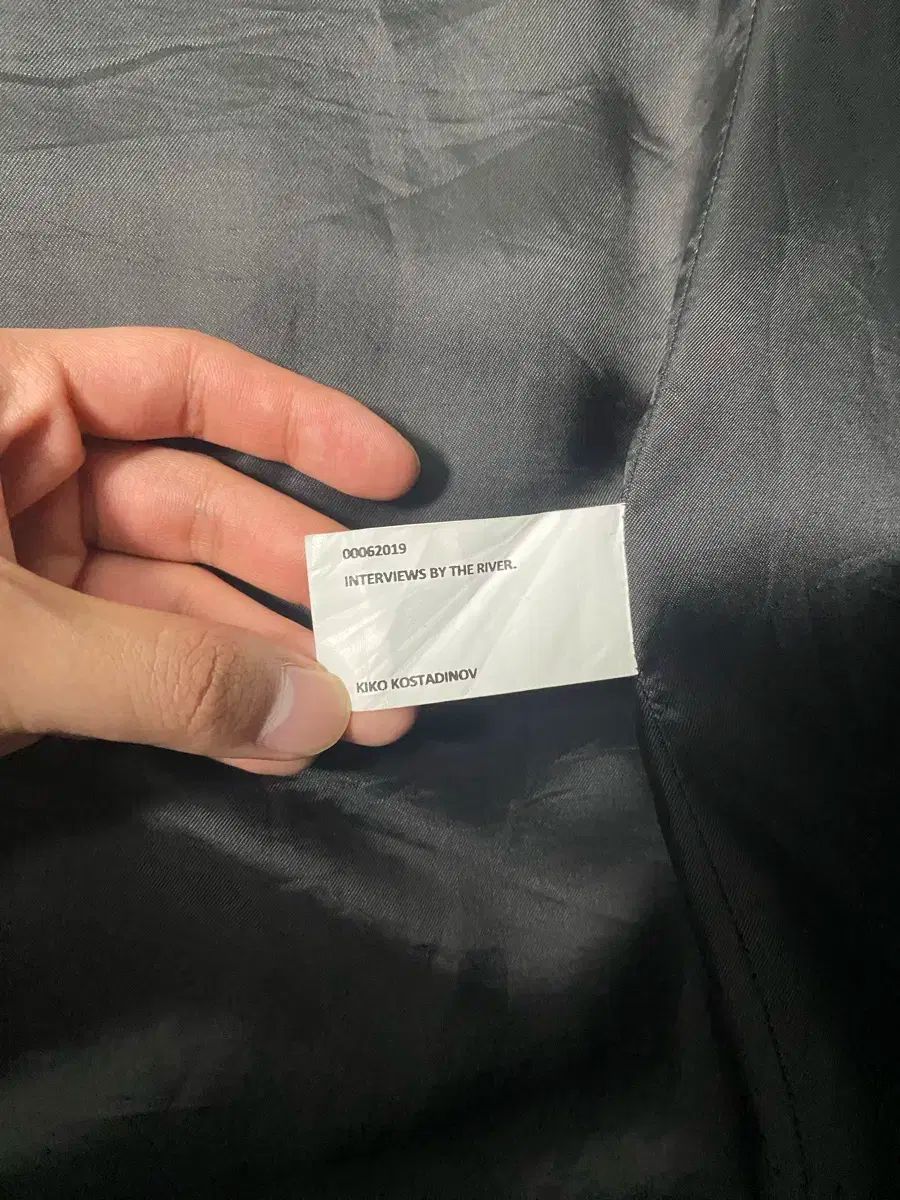 00062019
INTERVIEWS BY THE RIVER.
KIKO KOSTADINOV